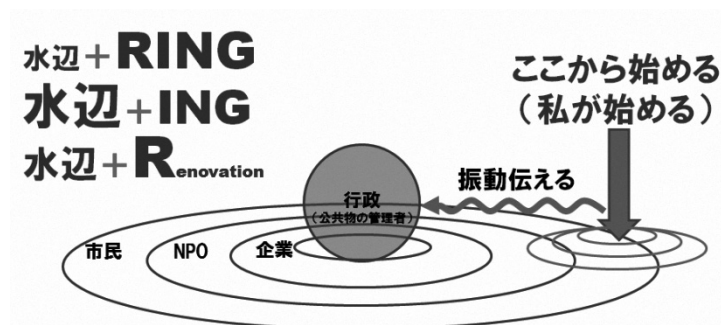 水辺+RING
水辺+ING
水辺+Renovation
ここから始める
(私が始める)
振動伝える
行政
(公共物の管理者)
市民
NPO
企業